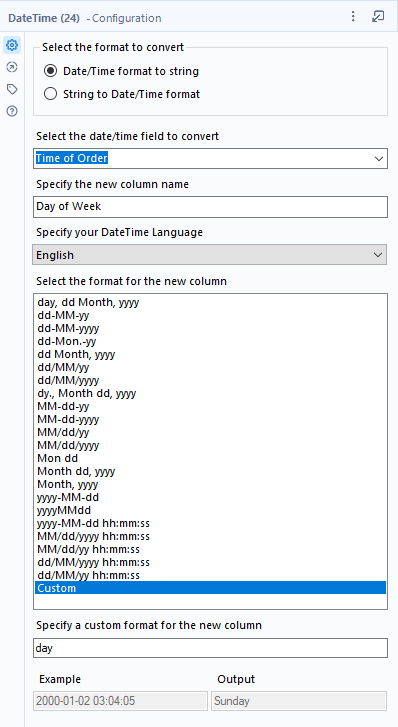 DateTime (24) - Configuration
Select the format to convert
Date/Time format to string
String to Date/Time format
Select the date/time field to convert
Time of Order
Specify the new column name
Day of Week
Specify your DateTime Language
English
Select the format for the new column
day, dd Month, yyyy
dd-MM-yy
dd-MM-yyyy
dd-Mon.-yy
dd Month, yyyy
dd/MM/yy
dd/MM/yyyy
dy., Month dd, yyyy
MM-dd-yy
MM-dd-yyyy
MM/dd/yy
MM/dd/yyyy
Mon dd
Month dd, yyyy
Month, yyyy
yyyy-MM-dd
yyyyMMdd
yyyy-MM-dd hh:mm:ss
MM/dd/yyyy hh:mm:ss
MM/dd/yy hh:mm:ss
dd/MM/yyyy hh:mm:ss
dd/MM/yy hh:mm:ss
Custom
Specify a custom format for the new column
day
Example Output
2000-01-02 03:04:05 Sunday